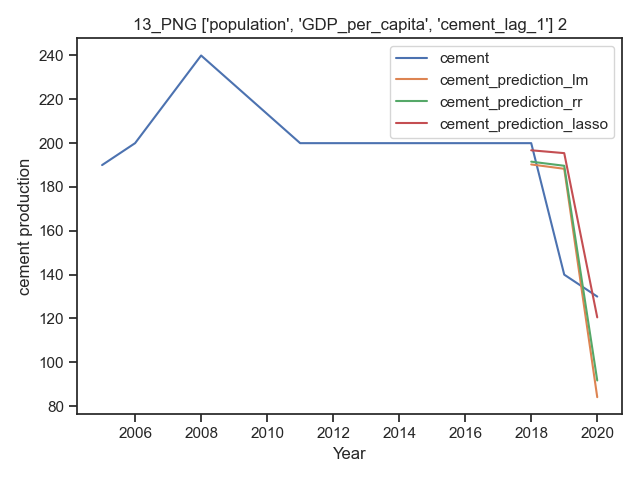 13_PNG ['population', 'GDP_per_capita', 'cement_lag_1'] 2
cement
cement_prediction_lm
cement_prediction_rr
cement_prediction_lasso
cement production
240
220
200
180
160
140
120
100
80
2006 2008 2010 2012 2014 2016 2018 2020
Year